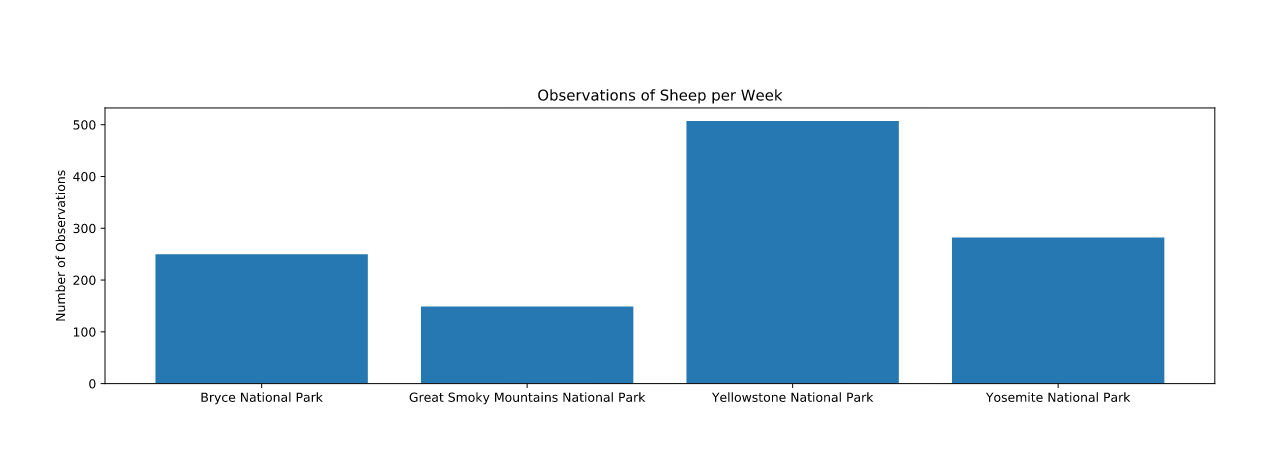 Observations of Sheep per Week
Number of Observations
500
400
300
200
100
0
Bryce National Park
Great Smoky Mountains National Park
Yellowstone National Park
Yosemite National Park